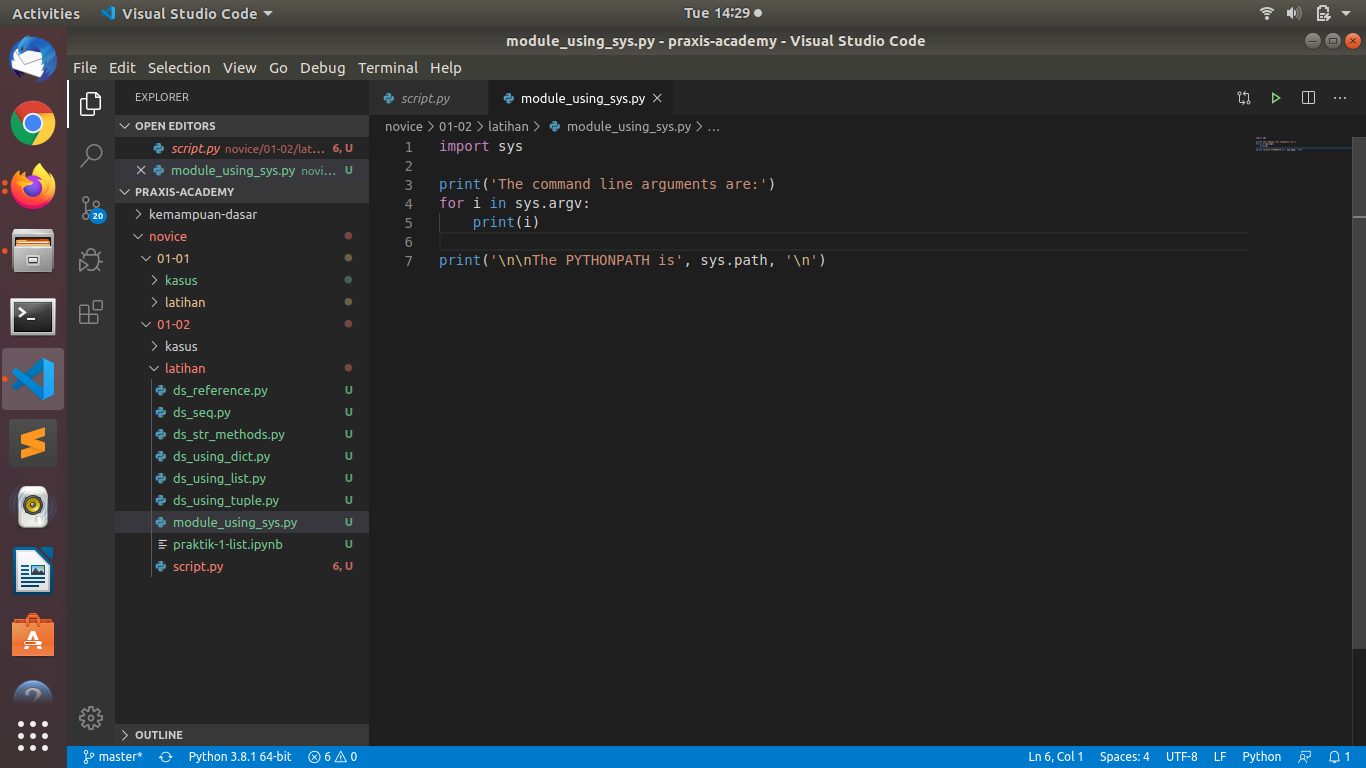 Activities Visual Studio Code Tue 14:29
module_using_sys.py - praxis-academy - Visual Studio Code
File Edit Selection View Go Debug Terminal Help
EXPLORER
OPEN EDITORS
script.py novice/01-02/lat... 6, U
module_using_sys.py novi... U
PRAXIS-ACADEMY
kemampuan-dasar
novice
01-01
kasus
latihan
01-02
kasus
latihan
ds_reference.py U
ds_seq.py U
ds_str_methods.py U
ds_using_dict.py U
ds_using_list.py U
ds_using_tuple.py U
module_using_sys.py U
praktik-1-list.ipynb U
script.py 6, U
OUTLINE
20
script.py module_using_sys.py
novice > 01-02 > latihan > module_using_sys.py > ...
1 import sys
2
3 print('The command line arguments are:')
4 for i in sys.argv:
5     print(i)
6
7 print('\n\nThe PYTHONPATH is', sys.path, '\n')
master* Python 3.8.1 64-bit 6 0 Ln 6, Col 1 Spaces: 4 UTF-8 LF Python 1